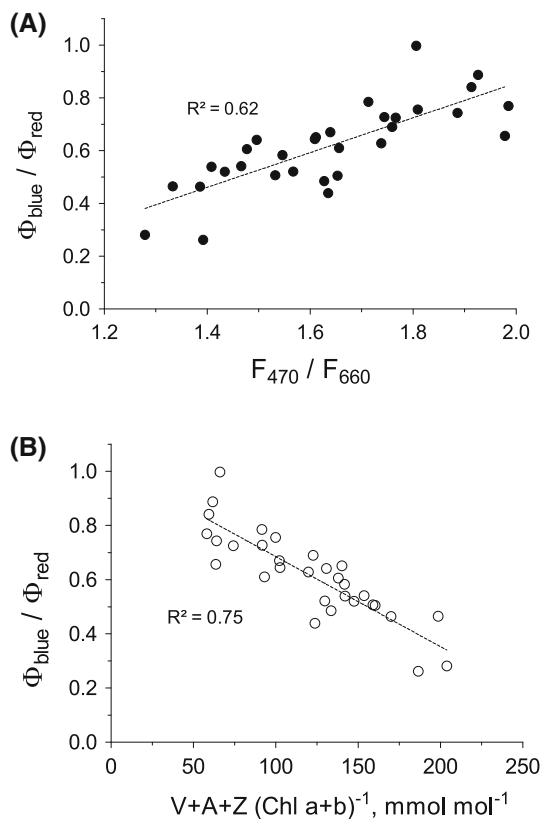 (A)
1.0
0.8
0.6
0.4
0.2
0.0
R² = 0.62
Φblue / Φred
1.2 1.4 1.6 1.8 2.0
F470 / F660
(B)
1.0
0.8
0.6
0.4
0.2
0.0
R² = 0.75
Φblue / Φred
0 50 100 150 200 250
V+A+Z (Chl a+b)⁻¹, mmol mol⁻¹